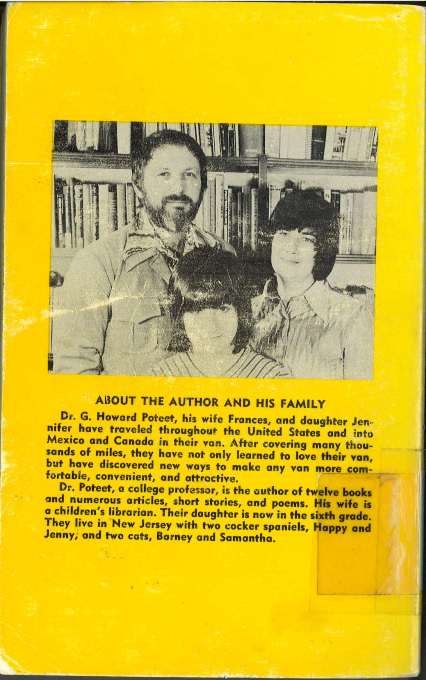 ABOUT THE AUTHOR AND HIS FAMILY
Dr. G. Howard Poteet, his wife Frances, and daughter Jen-
nifer have traveled throughout the United States and into
Mexico and Canada in their van. After covering many thou-
sands of miles, they have not only learned to love their van,
but have discovered new ways to make any van more com-
fortable, convenient, and attractive.
Dr. Poteet, a college professor, is the author of twelve books
and numerous articles, short stories, and poems. His wife is
a children's librarian. Their daughter is now in the sixth grade.
They live in New Jersey with two cocker spaniels, Happy and
Jenny, and two cats, Barney and Samantha.